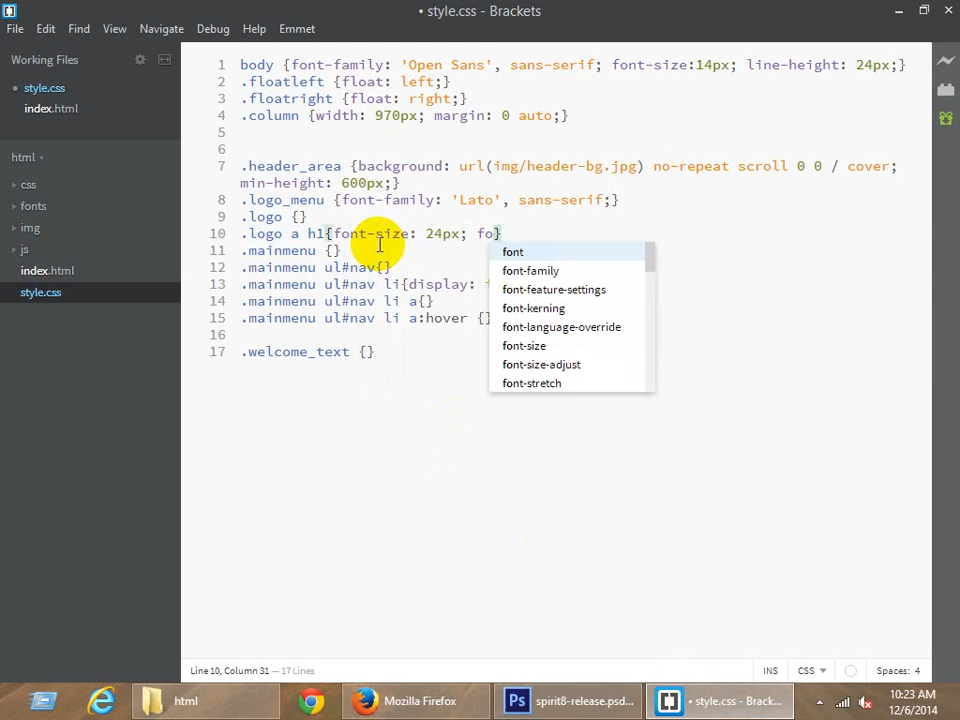 • style.css - Brackets
File Edit Find View Navigate Debug Help Emmet
Working Files
style.css
index.html
html
css
fonts
img
js
index.html
style.css
1 body {font-family: 'Open Sans', sans-serif; font-size:14px; line-height: 24px;}
2 .floatleft {float: left;}
3 .floatright {float: right;}
4 .column {width: 970px; margin: 0 auto;}
5
6
7 .header_area {background: url(img/header-bg.jpg) no-repeat scroll 0 0 / cover;
min-height: 600px;}
8 .logo_menu {font-family: 'Lato', sans-serif;}
9 .logo {}
10 .logo a h1{font-size: 24px; fo}
11 .mainmenu {}
12 .mainmenu ul#nav{}
13 .mainmenu ul#nav li{display:
14 .mainmenu ul#nav li a{}
15 .mainmenu ul#nav li a:hover {}
16
17 .welcome_text {}
font
font-family
font-feature-settings
font-kerning
font-language-override
font-size
font-size-adjust
font-stretch
Line 10, Column 31 — 17 Lines
INS CSS Spaces: 4
html
Mozilla Firefox
Ps spirit8-release.psd...
• style.css - Brack...
10:23 AM
12/6/2014